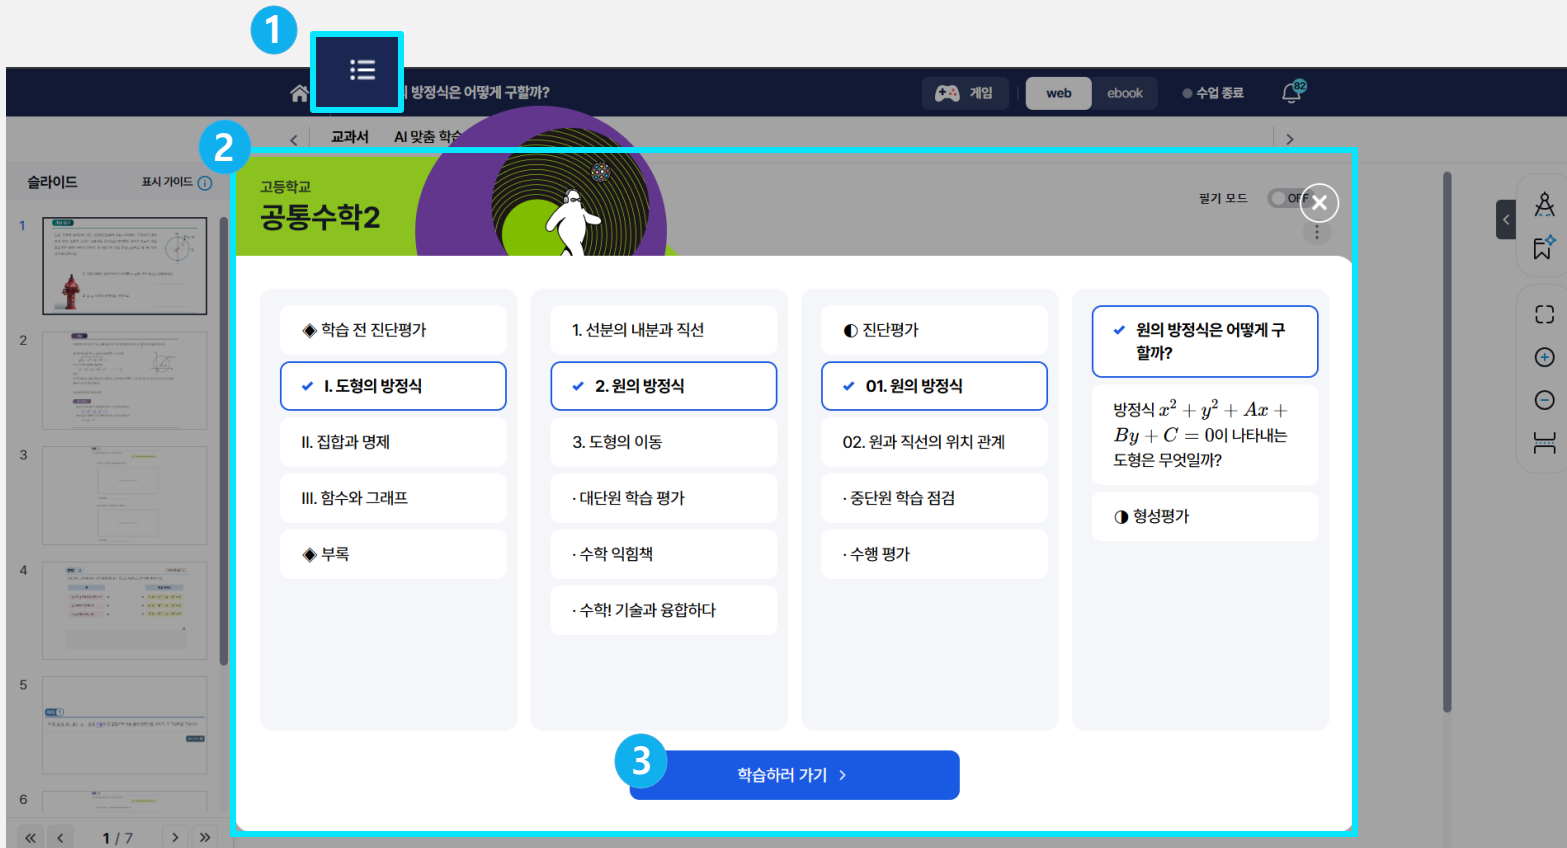 1
방정식은 어떻게 구할까?
게임
web
ebook
수업 종료
82
2
교과서
AI 맞춤 학습
슬라이드
표시 가이드
고등학교
공통수학2
필기 모드
OFF
1
2
3
4
5
6
◈ 학습 전 진단평가
I. 도형의 방정식
II. 집합과 명제
III. 함수와 그래프
◈ 부록
1. 선분의 내분과 직선
2. 원의 방정식
3. 도형의 이동
· 대단원 학습 평가
· 수학 익힘책
· 수학! 기술과 융합하다
◐ 진단평가
01. 원의 방정식
02. 원과 직선의 위치 관계
· 중단원 학습 점검
· 수행 평가
원의 방정식은 어떻게 구
할까?
방정식 x² + y² + Ax +
By + C = 0이 나타내는
도형은 무엇일까?
◑ 형성평가
3
학습하러 가기 >
1 / 7